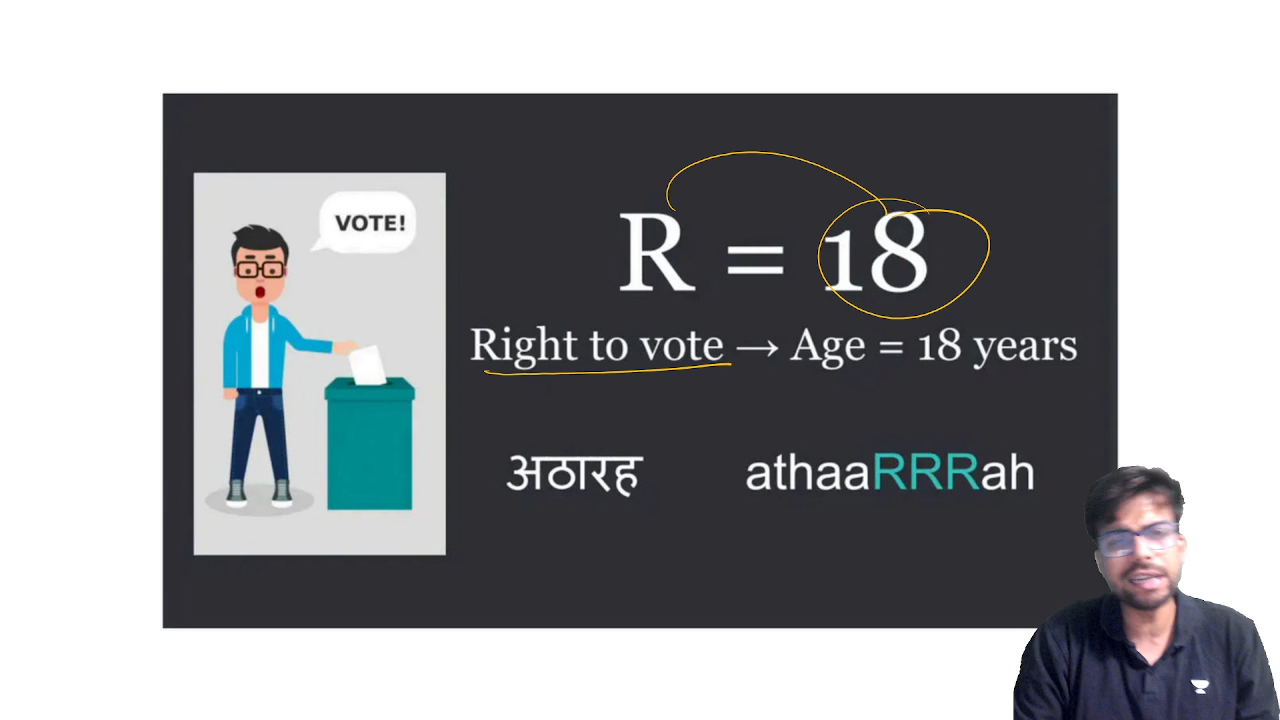 VOTE!
R = 18
Right to vote → Age = 18 years
अठारह athaaRRRah